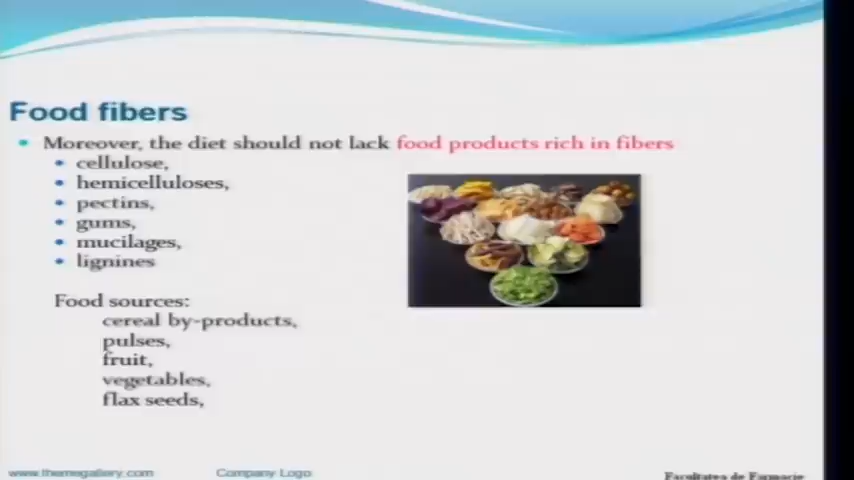 Food fibers
Moreover, the diet should not lack food products rich in fibers
cellulose,
hemicelluloses,
pectins,
gums,
mucilages,
lignines
Food sources:
cereal by-products,
pulses,
fruit,
vegetables,
flax seeds,
www.themegallery.com
Company Logo
Facultatea de Farmacie